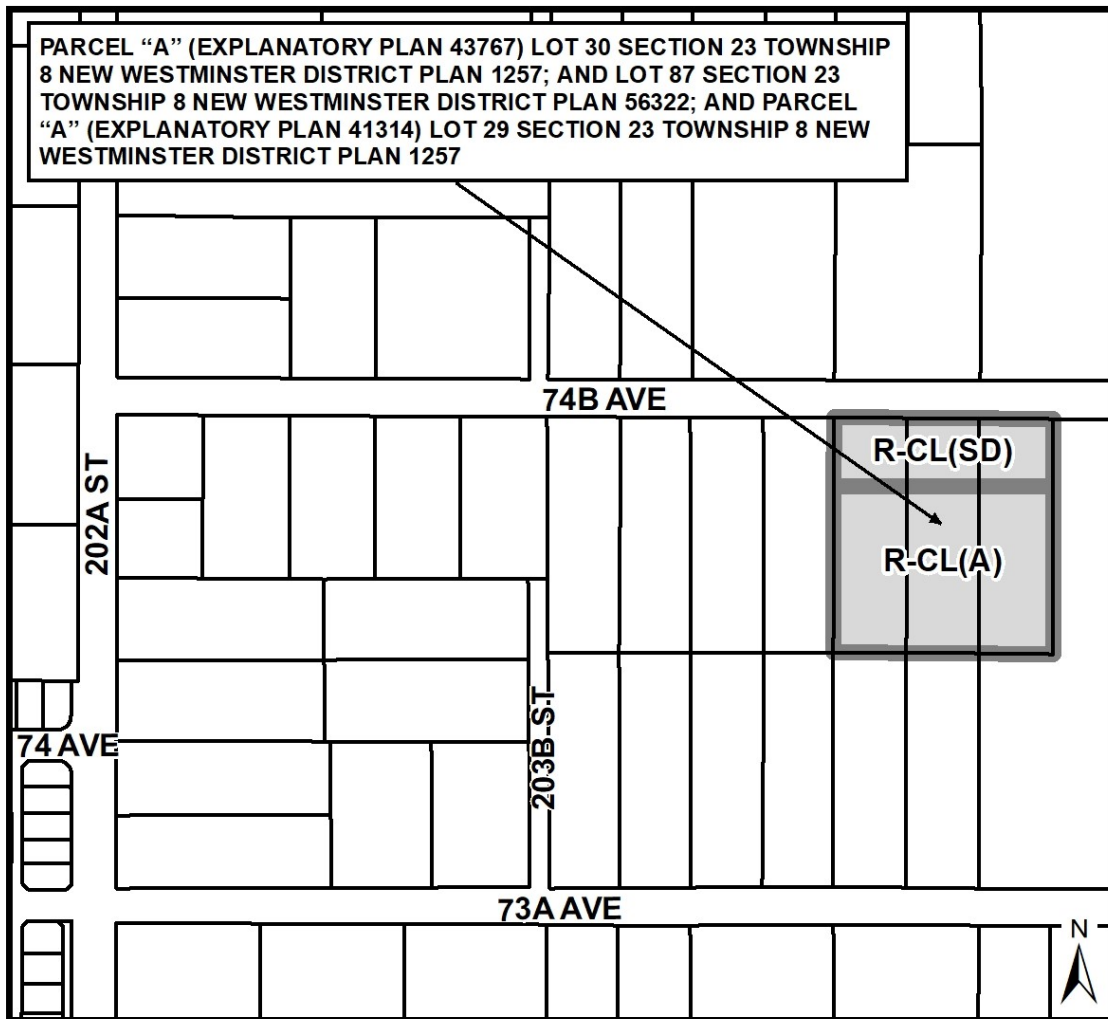 PARCEL “A” (EXPLANATORY PLAN 43767) LOT 30 SECTION 23 TOWNSHIP
8 NEW WESTMINSTER DISTRICT PLAN 1257; AND LOT 87 SECTION 23
TOWNSHIP 8 NEW WESTMINSTER DISTRICT PLAN 56322; AND PARCEL
“A” (EXPLANATORY PLAN 41314) LOT 29 SECTION 23 TOWNSHIP 8 NEW
WESTMINSTER DISTRICT PLAN 1257
74B AVE
R-CL(SD)
202A ST
R-CL(A)
203B ST
74 AVE
73A AVE
N